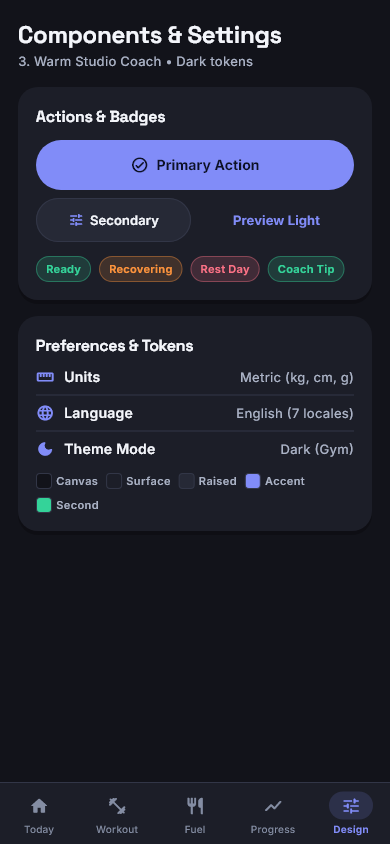 Components & Settings
3. Warm Studio Coach • Dark tokens
Actions & Badges
Primary Action
Secondary
Preview Light
Ready
Recovering
Rest Day
Coach Tip
Preferences & Tokens
Units
Metric (kg, cm, g)
Language
English (7 locales)
Theme Mode
Dark (Gym)
Canvas
Surface
Raised
Accent
Second
Today
Workout
Fuel
Progress
Design